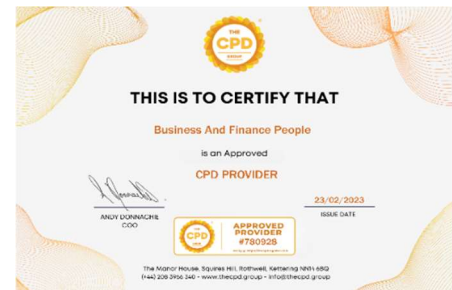 THE
CPD
GROUP
THIS IS TO CERTIFY THAT
Business And Finance People
is an Approved
CPD PROVIDER
23/02/2023
ANDY DONNACHIE
COO
ISSUE DATE
CPD
APPROVED
PROVIDER
#780926
The Manor House, Squires Hill, Rothwell, Kettering NN14 6BQ
(+44) 208 3956 340 - www.thecpd.group - info@thecpd.group